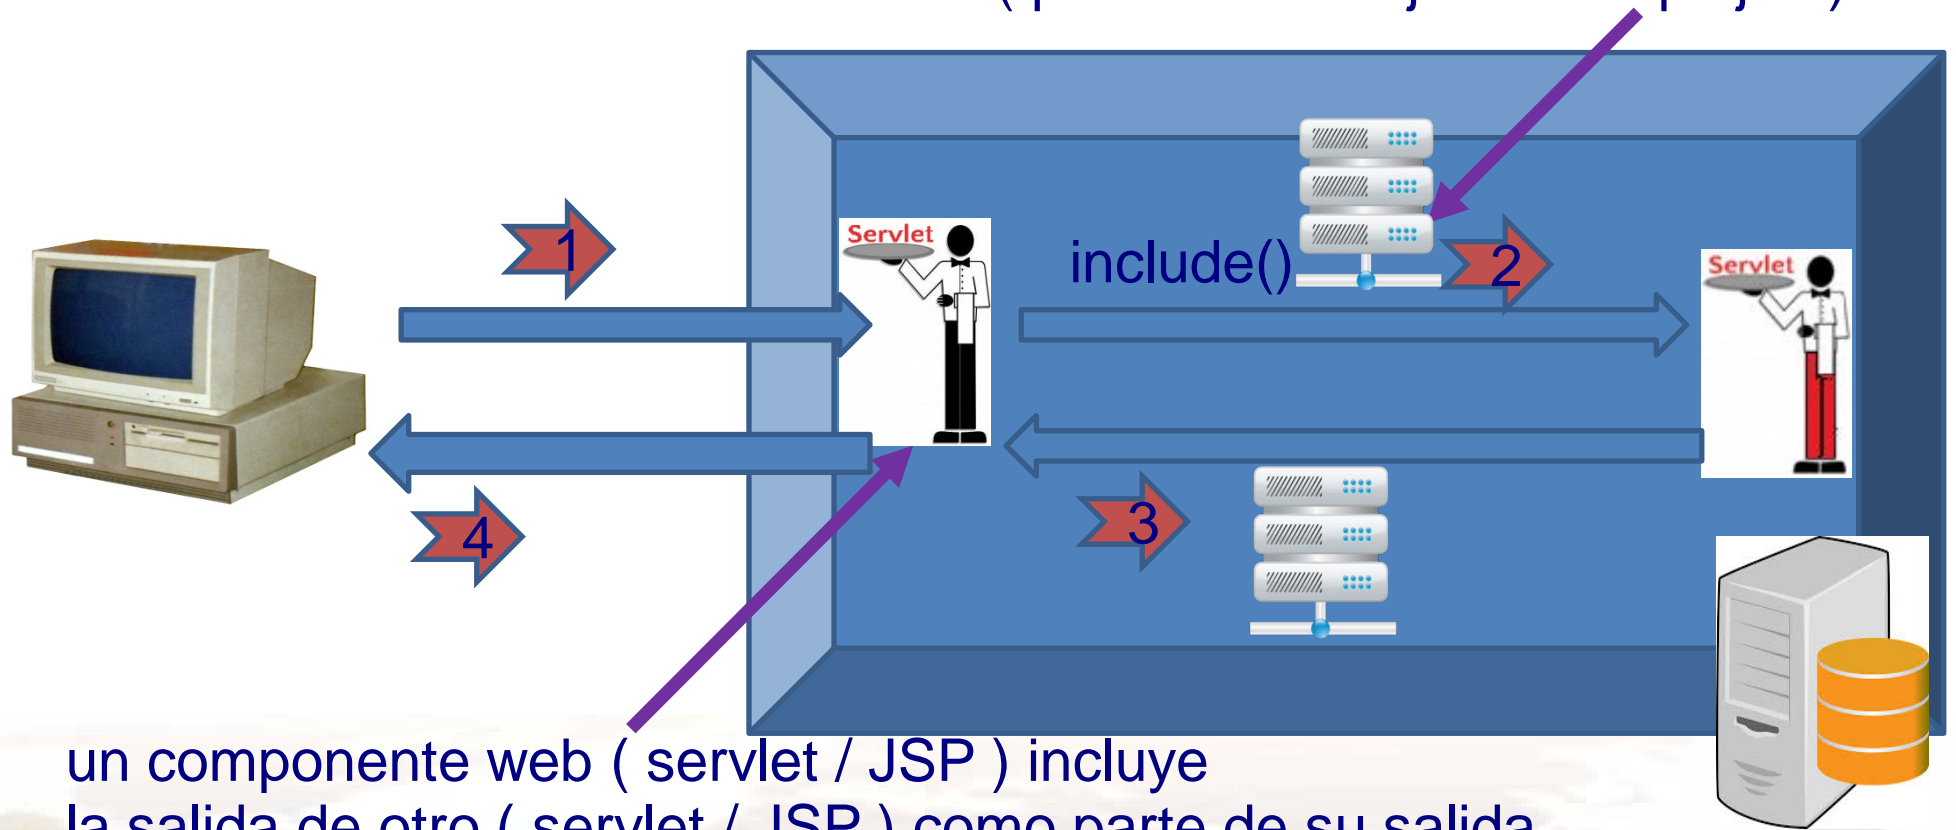 Servlet
1
include()
2
Servlet
3
4
un componente web ( servlet / JSP ) incluye
la salida de otro ( servlet / JSP ) como parte de su salida